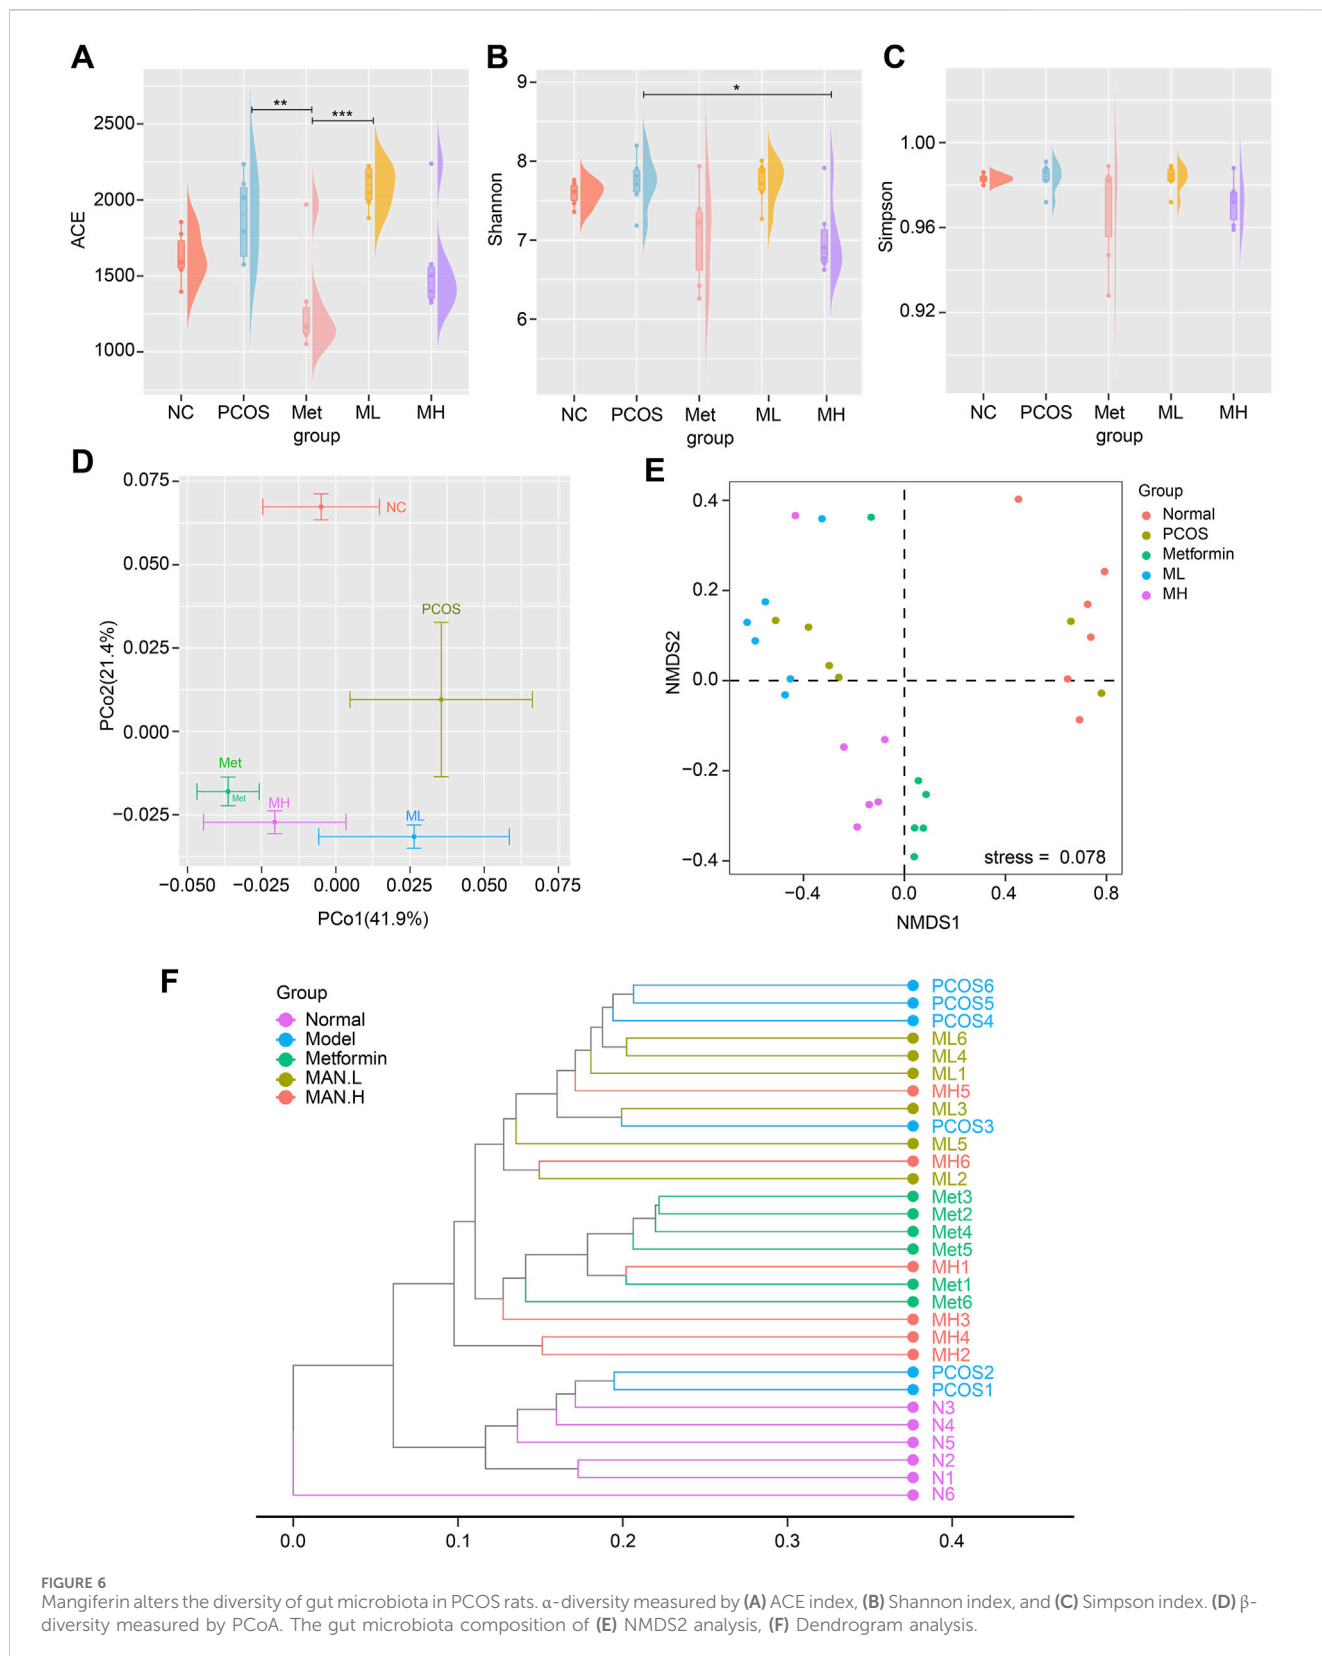 A
ACE
2500
2000
1500
1000
**
***
NC PCOS Met ML MH
group
B
Shannon
9
8
7
6
*
NC PCOS Met ML MH
group
C
Simpson
1.00
0.96
0.92
NC PCOS Met ML MH
group
D
PCo2(21.4%)
0.075
0.050
0.025
0.000
−0.025
NC
PCOS
Met
Met
MH
ML
−0.050 −0.025 0.000 0.025 0.050 0.075
PCo1(41.9%)
E
NMDS2
0.4
0.2
0.0
−0.2
−0.4
stress = 0.078
−0.4 0.0 0.4 0.8
NMDS1
Group
Normal
PCOS
Metformin
ML
MH
F
Group
Normal
Model
Metformin
MAN.L
MAN.H
PCOS6
PCOS5
PCOS4
ML6
ML4
ML1
MH5
ML3
PCOS3
ML5
MH6
ML2
Met3
Met2
Met4
Met5
MH1
Met1
Met6
MH3
MH4
MH2
PCOS2
PCOS1
N3
N4
N5
N2
N1
N6
0.0 0.1 0.2 0.3 0.4
FIGURE 6
Mangiferin alters the diversity of gut microbiota in PCOS rats. α-diversity measured by (A) ACE index, (B) Shannon index, and (C) Simpson index. (D) β-
diversity measured by PCoA. The gut microbiota composition of (E) NMDS2 analysis, (F) Dendrogram analysis.